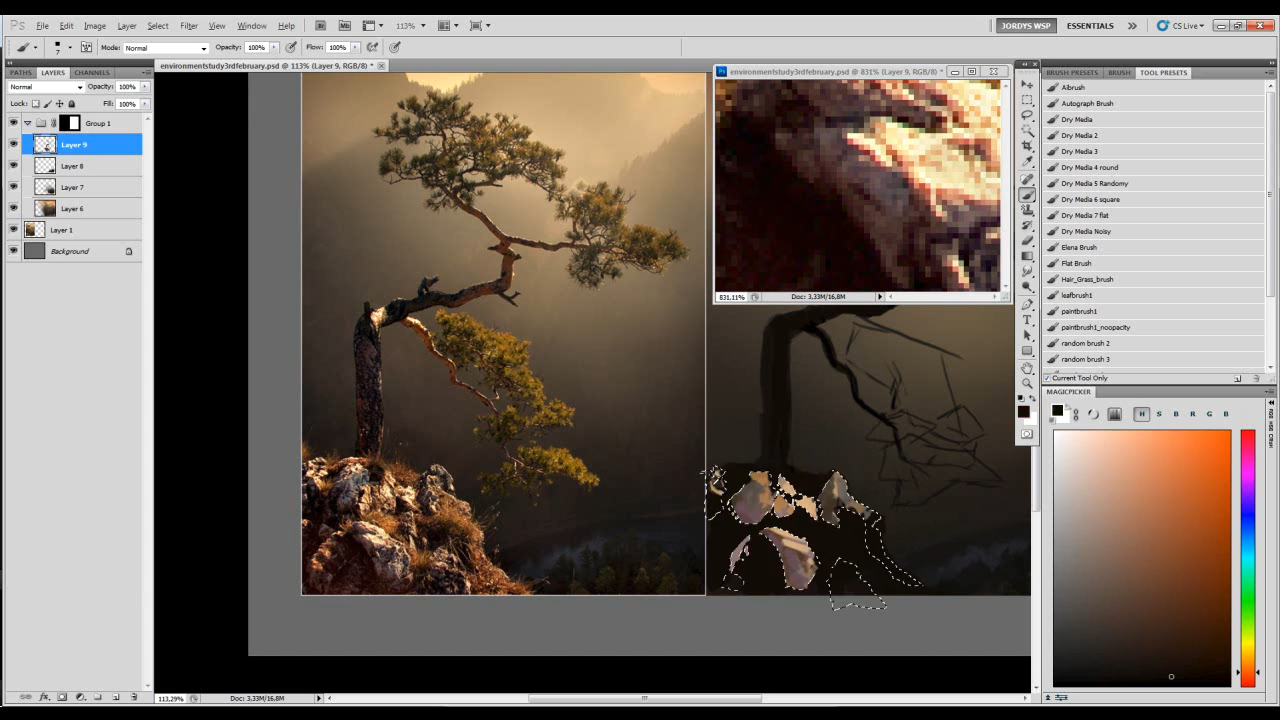 Ps File Edit Image Layer Select Filter View Window Help Br Mb 113% JORDYS WSP ESSENTIALS CS Live
7 Mode: Normal Opacity: 100% Flow: 100%
PATHS LAYERS CHANNELS
Normal Opacity: 100%
Lock: Fill: 100%
Group 1
Layer 9
Layer 8
Layer 7
Layer 6
Layer 1
Background
environmentstudy3rdfebruary.psd @ 113% (Layer 9, RGB/8) *
113,29% Doc: 3,33M/16,8M
environmentstudy3rdfebruary.psd @ 831% (Layer 9, RGB/8) *
831,11% Doc: 3,33M/16,8M
BRUSH PRESETS BRUSH TOOL PRESETS
Aibrush
Autograph Brush
Dry Media
Dry Media 2
Dry Media 3
Dry Media 4 round
Dry Media 5 Randomy
Dry Media 6 square
Dry Media 7 flat
Dry Media Noisy
Elena Brush
Flat Brush
Hair_Grass_brush
leafbrush1
paintbrush1
paintbrush1_noopacity
random brush 2
random brush 3
Current Tool Only
MAGICPICKER
H S B R G B